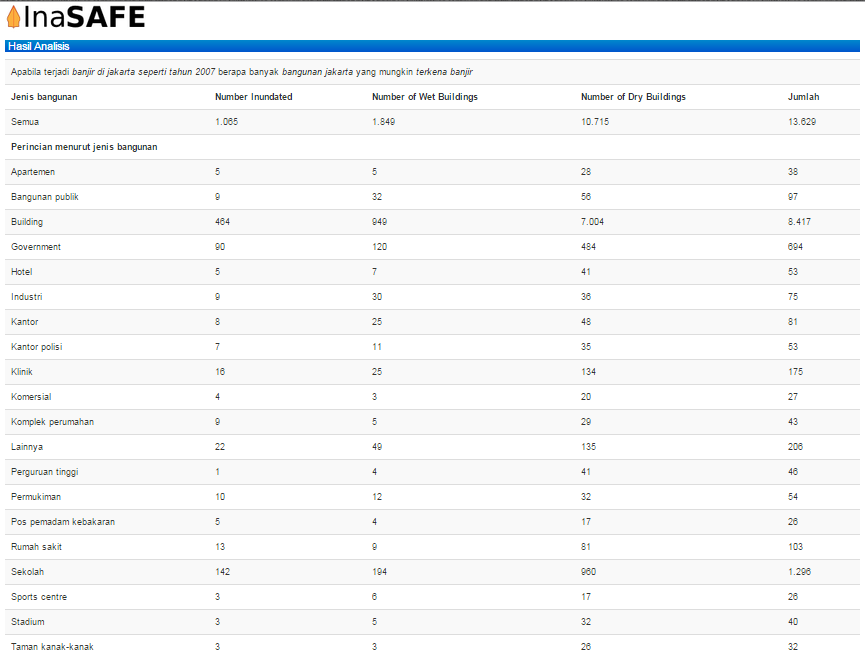 InaSAFE
Hasil Analisis
Apabila terjadi banjir di jakarta seperti tahun 2007 berapa banyak bangunan jakarta yang mungkin terkena banjir
Jenis bangunan Number Inundated Number of Wet Buildings Number of Dry Buildings Jumlah
Semua 1.065 1.849 10.715 13.629
Perincian menurut jenis bangunan
Apartemen 5 5 28 38
Bangunan publik 9 32 56 97
Building 464 949 7.004 8.417
Government 90 120 484 694
Hotel 5 7 41 53
Industri 9 30 36 75
Kantor 8 25 48 81
Kantor polisi 7 11 35 53
Klinik 16 25 134 175
Komersial 4 3 20 27
Komplek perumahan 9 5 29 43
Lainnya 22 49 135 206
Perguruan tinggi 1 4 41 46
Permukiman 10 12 32 54
Pos pemadam kebakaran 5 4 17 26
Rumah sakit 13 9 81 103
Sekolah 142 194 960 1.296
Sports centre 3 6 17 26
Stadium 3 5 32 40
Taman kanak-kanak 3 3 26 32